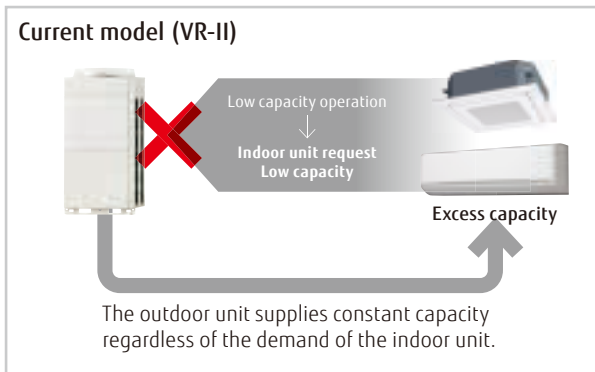 Current model (VR-II)
Low capacity operation
Indoor unit request
Low capacity
Excess capacity
The outdoor unit supplies constant capacity
regardless of the demand of the indoor unit.